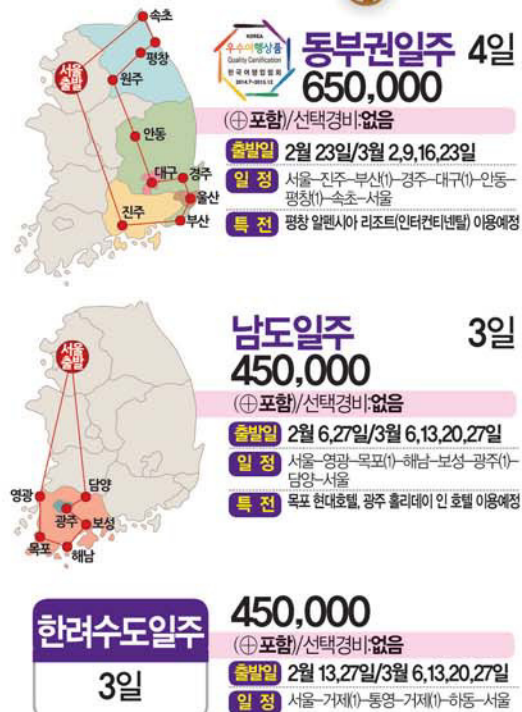 속초
평창
원주
서울
출발
안동
대구
경주
울산
진주
부산
KOREA
우수여행상품
Quality Certification
한국여행업협회
2014.7~2015.12
동부권일주 4일
650,000
(⊕포함)/선택경비:없음
출발일 2월 23일/3월 2,9,16,23일
일 정 서울–진주–부산(1)–경주–대구(1)–안동–
평창(1)–속초–서울
특 전 평창 알펜시아 리조트(인터컨티넨탈) 이용예정
서울
출발
영광
담양
광주
보성
목포
해남
남도일주 3일
450,000
(⊕포함)/선택경비:없음
출발일 2월 6,27일/3월 6,13,20,27일
일 정 서울–영광–목포(1)–해남–보성–광주(1)–
담양–서울
특 전 목포 현대호텔, 광주 홀리데이 인 호텔 이용예정
한려수도일주
3일
450,000
(⊕포함)/선택경비:없음
출발일 2월 13,27일/3월 6,13,20,27일
일 정 서울–거제(1)–통영–거제(1)–하동–서울